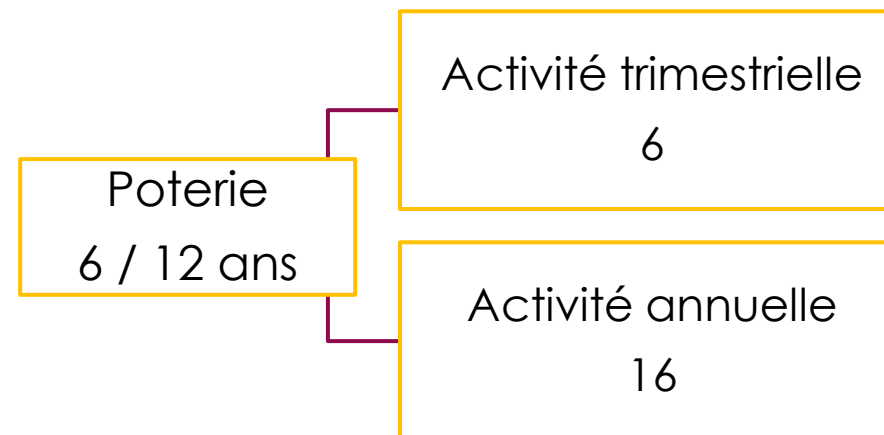 Poterie
6 / 12 ans
Activité trimestrielle
6
Activité annuelle
16